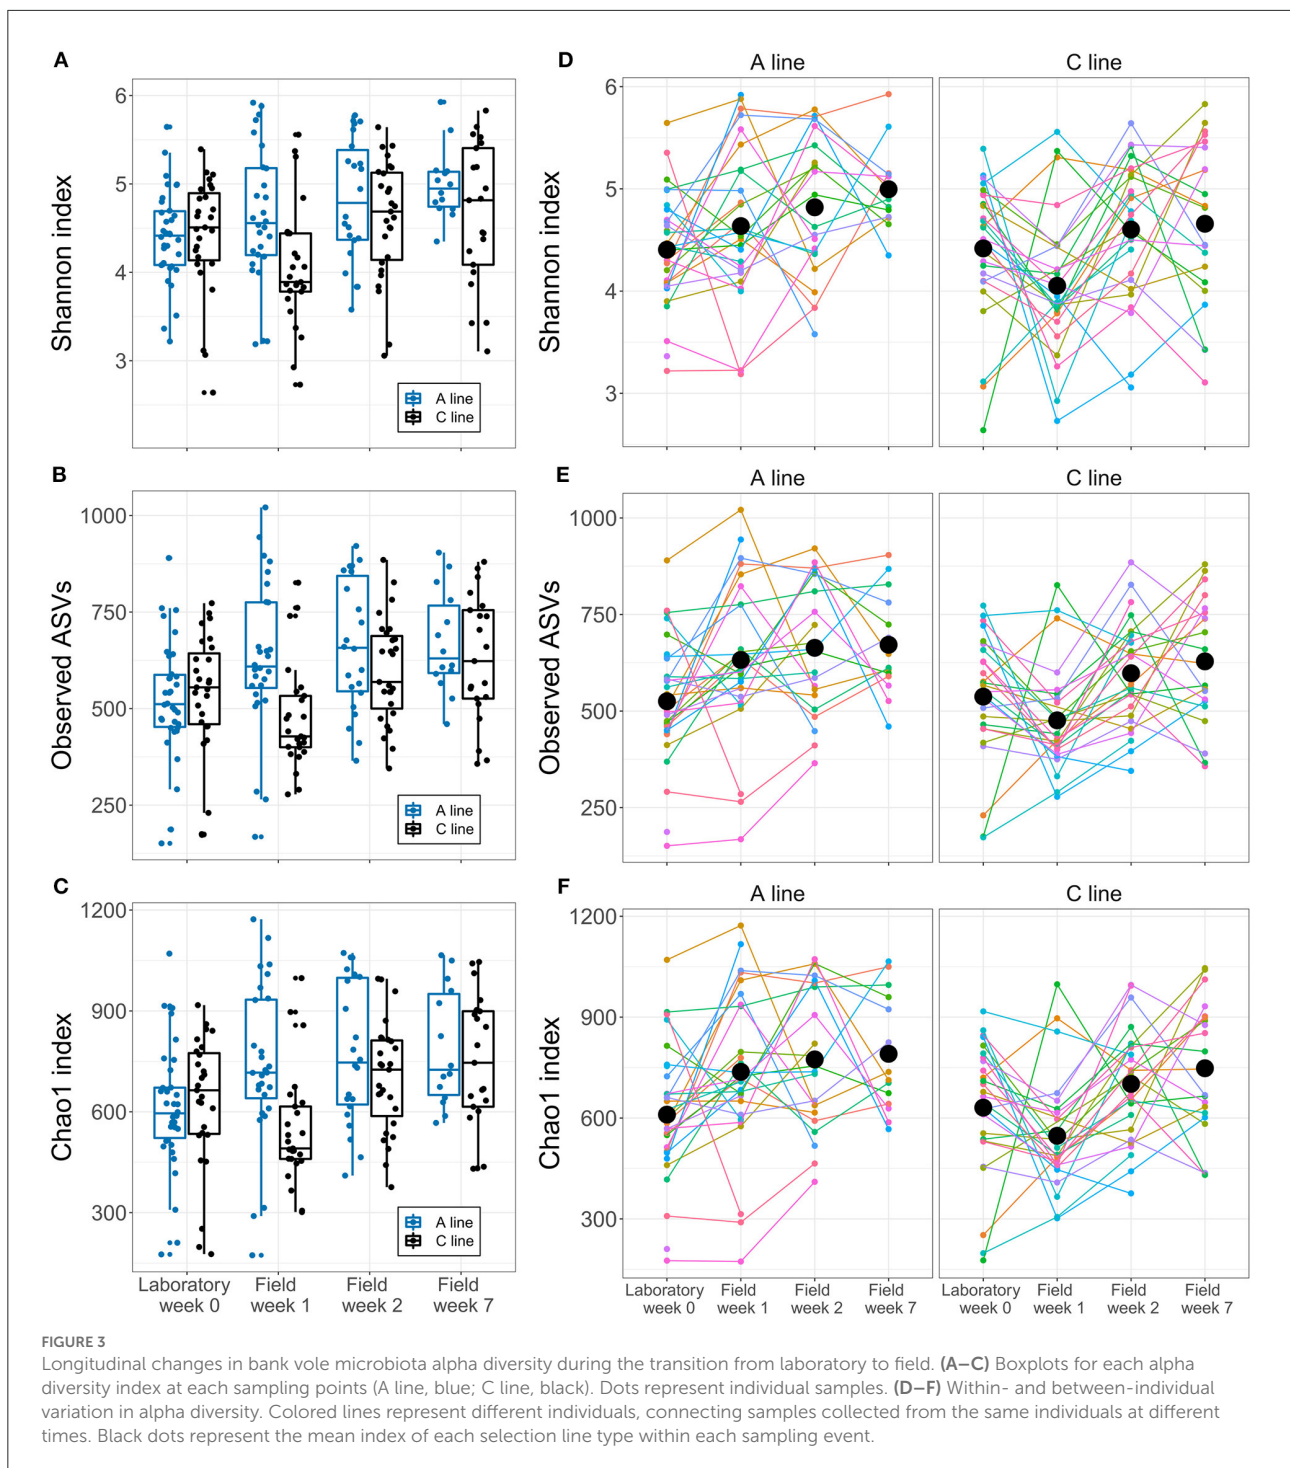 A
Shannon index
6
5
4
3
A line
C line
B
Observed ASVs
1000
750
500
250
A line
C line
C
Chao1 index
1200
900
600
300
A line
C line
Laboratory
week 0
Field
week 1
Field
week 2
Field
week 7
D
A line
C line
Shannon index
6
5
4
3
E
A line
C line
Observed ASVs
1000
750
500
250
F
A line
C line
Chao1 index
1200
900
600
300
Laboratory
week 0
Field
week 1
Field
week 2
Field
week 7
Laboratory
week 0
Field
week 1
Field
week 2
Field
week 7
FIGURE 3
Longitudinal changes in bank vole microbiota alpha diversity during the transition from laboratory to field. (A–C) Boxplots for each alpha
diversity index at each sampling points (A line, blue; C line, black). Dots represent individual samples. (D–F) Within- and between-individual
variation in alpha diversity. Colored lines represent different individuals, connecting samples collected from the same individuals at different
times. Black dots represent the mean index of each selection line type within each sampling event.